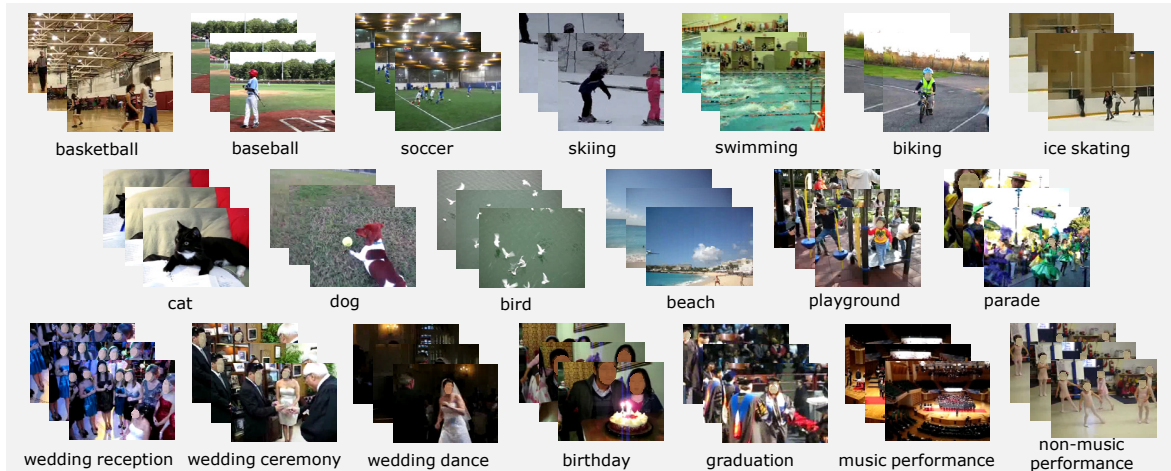 basketball
baseball
soccer
skiing
swimming
biking
ice skating
cat
dog
bird
beach
playground
parade
wedding reception
wedding ceremony
wedding dance
birthday
graduation
music performance
non-music
performance